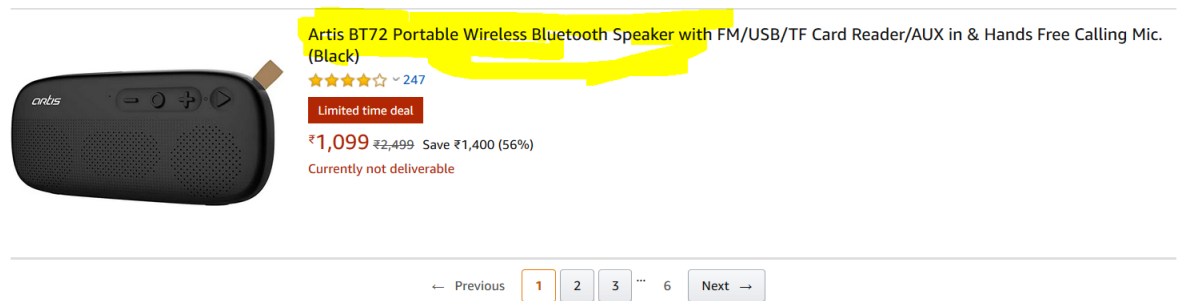 Artis BT72 Portable Wireless Bluetooth Speaker with FM/USB/TF Card Reader/AUX in & Hands Free Calling Mic.
(Black)
artis
247
Limited time deal
₹1,099 ₹2,499 Save ₹1,400 (56%)
Currently not deliverable
← Previous 1 2 3 ... 6 Next →